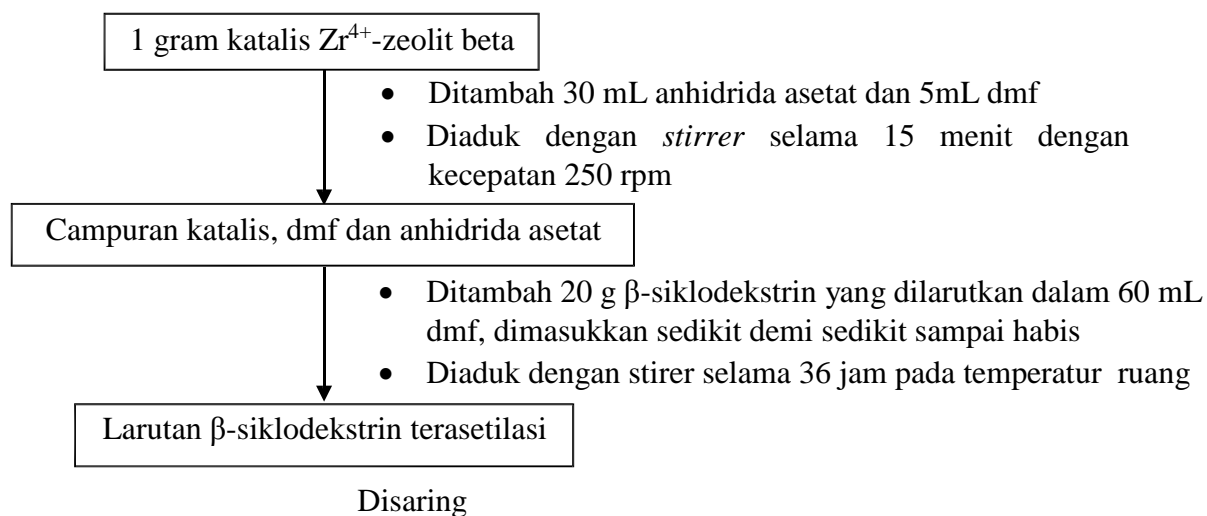 1 gram katalis Zr⁴⁺-zeolit beta
• Ditambah 30 mL anhidrida asetat dan 5mL dmf
• Diaduk dengan stirrer selama 15 menit dengan
kecepatan 250 rpm
Campuran katalis, dmf dan anhidrida asetat
• Ditambah 20 g β-siklodekstrin yang dilarutkan dalam 60 mL
dmf, dimasukkan sedikit demi sedikit sampai habis
• Diaduk dengan stirer selama 36 jam pada temperatur ruang
Larutan β-siklodekstrin terasetilasi
Disaring